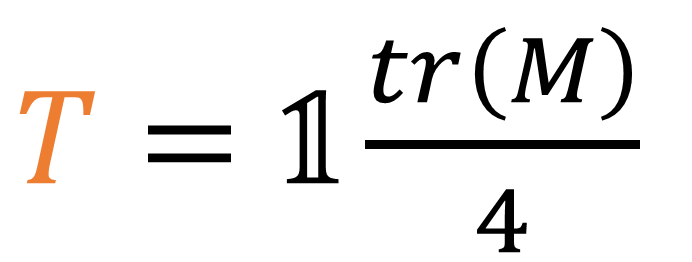 T = 𝟙 tr(M)/4